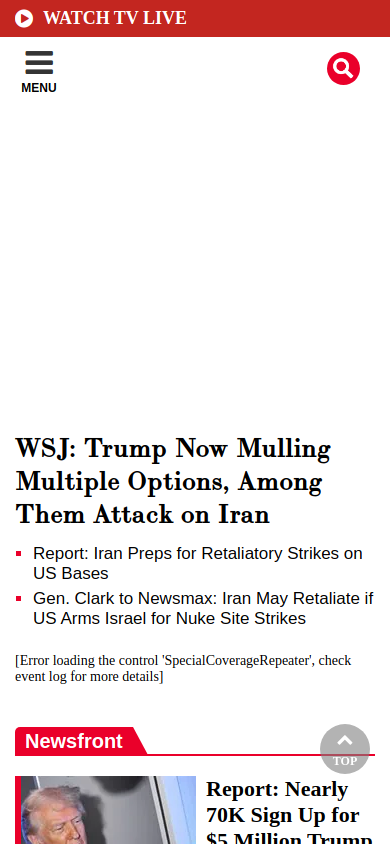 WATCH TV LIVE
MENU
WSJ: Trump Now Mulling
Multiple Options, Among
Them Attack on Iran
Report: Iran Preps for Retaliatory Strikes on
US Bases
Gen. Clark to Newsmax: Iran May Retaliate if
US Arms Israel for Nuke Site Strikes
[Error loading the control 'SpecialCoverageRepeater', check
event log for more details]
Newsfront
TOP
Report: Nearly
70K Sign Up for
$5 Million Trump